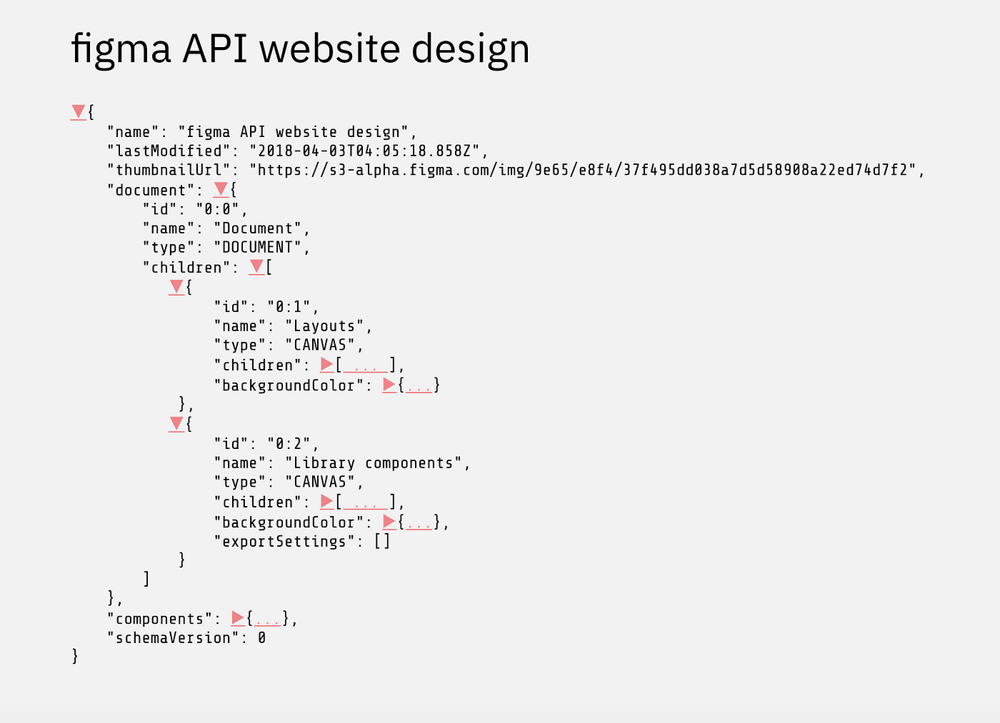 figma API website design
▼{
"name": "figma API website design",
"lastModified": "2018-04-03T04:05:18.858Z",
"thumbnailUrl": "https://s3-alpha.figma.com/img/9e65/e8f4/37f495dd038a7d5d58908a22ed74d7f2",
"document": ▼{
"id": "0:0",
"name": "Document",
"type": "DOCUMENT",
"children": ▼[
▼{
"id": "0:1",
"name": "Layouts",
"type": "CANVAS",
"children": ▶[ ... ],
"backgroundColor": ▶{...}
},
▼{
"id": "0:2",
"name": "Library components",
"type": "CANVAS",
"children": ▶[ ... ],
"backgroundColor": ▶{...},
"exportSettings": []
}
]
},
"components": ▶{...},
"schemaVersion": 0
}